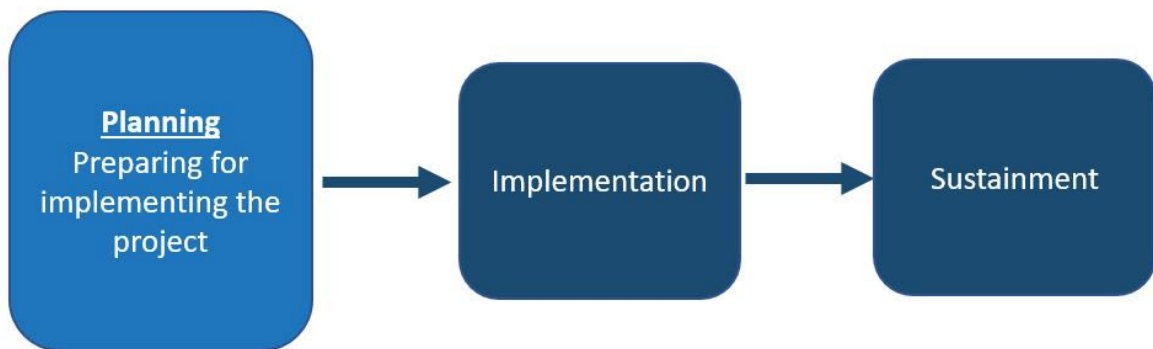 Planning
Preparing for
implementing the
project
Implementation
Sustainment